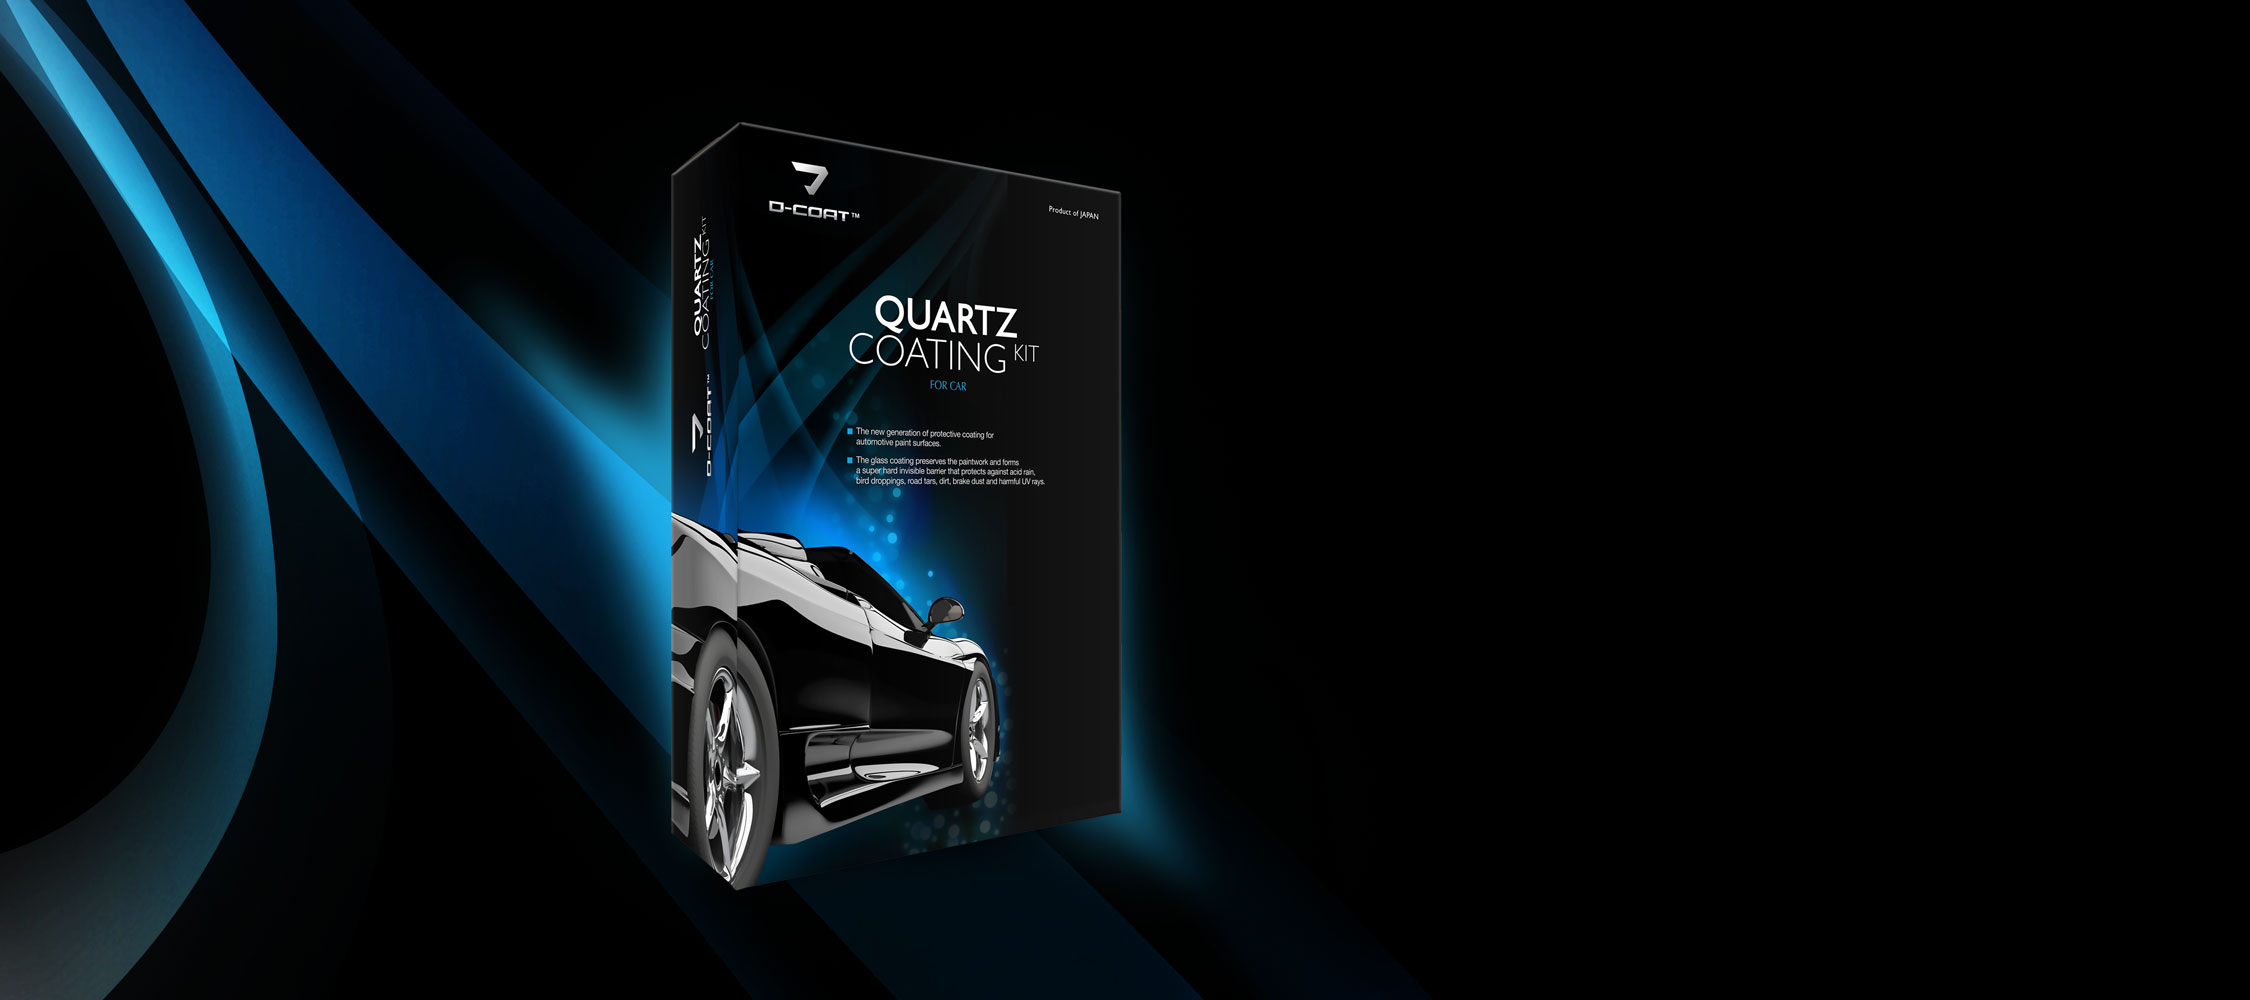 D-COAT™
Product of JAPAN
QUARTZ
COATING KIT
FOR CAR
The new generation of protective coating for
automotive paint surfaces.
The glass coating preserves the paintwork and forms
a super hard invisible barrier that protects against acid rain,
bird droppings, road tars, dirt, brake dust and harmful UV rays.
QUARTZ
COATING KIT
FOR CAR
D-COAT™